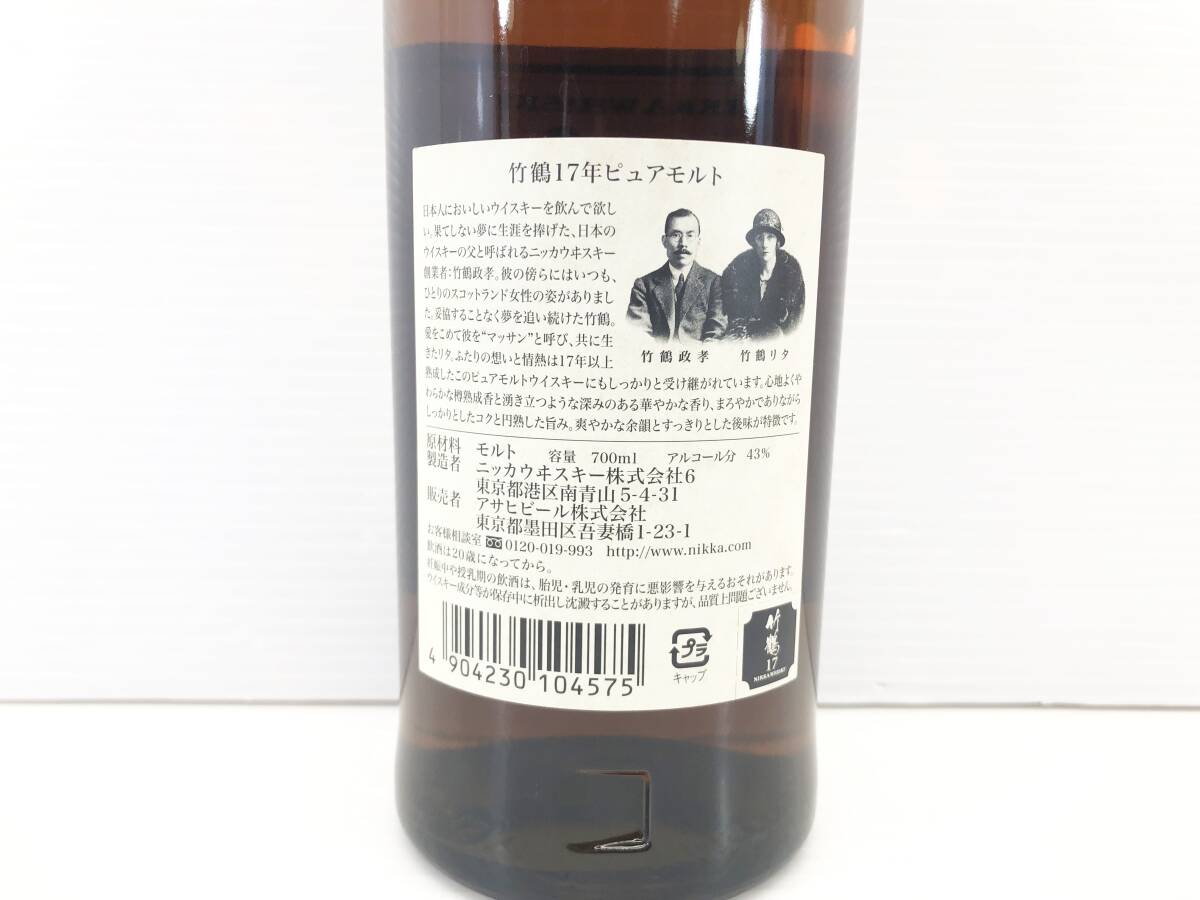 竹鶴17年ピュアモルト
日本人においしいウイスキーを飲んで欲し
い。果てしない夢に生涯を捧げた、日本の
ウイスキーの父と呼ばれるニッカウヰスキー
創業者:竹鶴政孝。彼の傍らにはいつも、
ひとりのスコットランド女性の姿がありまし
た。妥協することなく夢を追い続けた竹鶴。
愛をこめて彼を“マッサン”と呼び、共に生
きたリタ。ふたりの想いと情熱は17年以上
熟成したこのピュアモルトウイスキーにもしっかりと受け継がれています。心地よくや
わらかな樽熟成香と湧き立つような深みのある華やかな香り、まろやかでありながら
しっかりとしたコクと円熟した旨み。爽やかな余韻とすっきりとした後味が特徴です。
竹鶴政孝 竹鶴リタ
原材料 モルト 容量 700ml アルコール分 43%
製造者 ニッカウヰスキー株式会社6
東京都港区南青山5-4-31
販売者 アサヒビール株式会社
東京都墨田区吾妻橋1-23-1
お客様相談室 0120-019-993 http://www.nikka.com
飲酒は20歳になってから。
妊娠中や授乳期の飲酒は、胎児・乳児の発育に悪影響を与えるおそれがあります。
ウイスキー成分等が保存中に析出し沈澱することがありますが、品質上問題ございません。
4 904230 104575
プラ
キャップ
竹鶴
17
NIKKA WHISKY